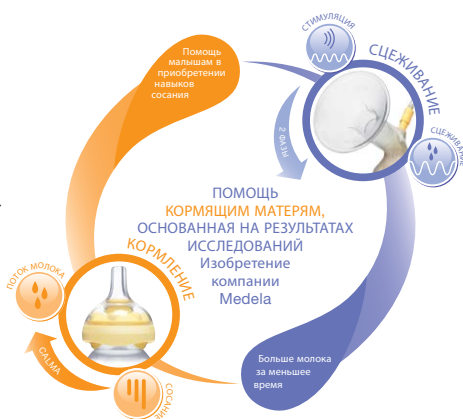 Помощь
малышам в
приобретении
навыков
сосания
СТИМУЛЯЦИЯ
СЦЕЖИВАНИЕ
СЦЕЖИВАНИЕ
2 ФАЗЫ
ПОМОЩЬ
КОРМЯЩИМ МАТЕРЯМ,
ОСНОВАННАЯ НА РЕЗУЛЬТАТАХ
ИССЛЕДОВАНИЙ
Изобретение
компании
Medela
КОРМЛЕНИЕ
ПОТОК МОЛОКА
CALMA
СОСАНИЕ
Больше молока
за меньшее
время